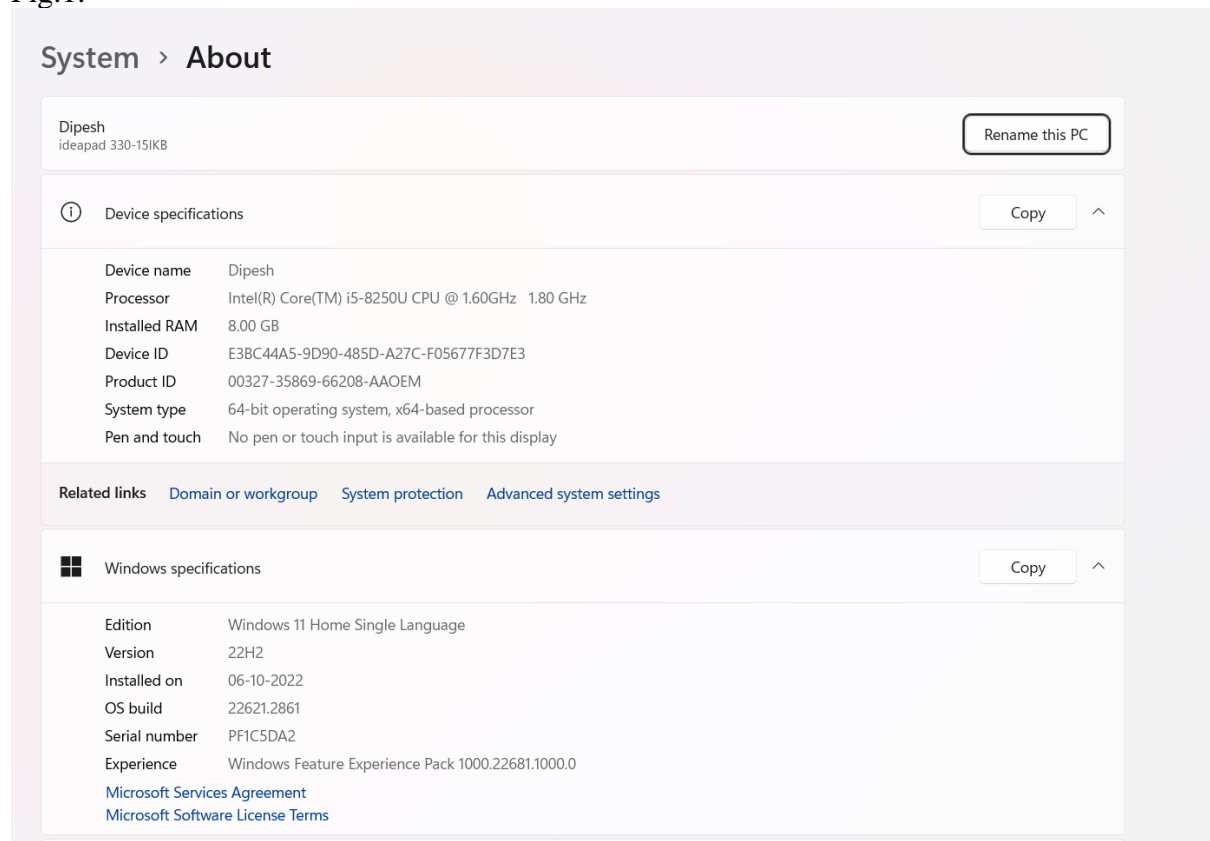 Fig.1.
System > About
Dipesh
ideapad 330-15IKB
Rename this PC
Device specifications Copy
Device name Dipesh
Processor Intel(R) Core(TM) i5-8250U CPU @ 1.60GHz 1.80 GHz
Installed RAM 8.00 GB
Device ID E3BC44A5-9D90-485D-A27C-F05677F3D7E3
Product ID 00327-35869-66208-AAOEM
System type 64-bit operating system, x64-based processor
Pen and touch No pen or touch input is available for this display
Related links Domain or workgroup System protection Advanced system settings
Windows specifications Copy
Edition Windows 11 Home Single Language
Version 22H2
Installed on 06-10-2022
OS build 22621.2861
Serial number PF1C5DA2
Experience Windows Feature Experience Pack 1000.22681.1000.0
Microsoft Services Agreement
Microsoft Software License Terms